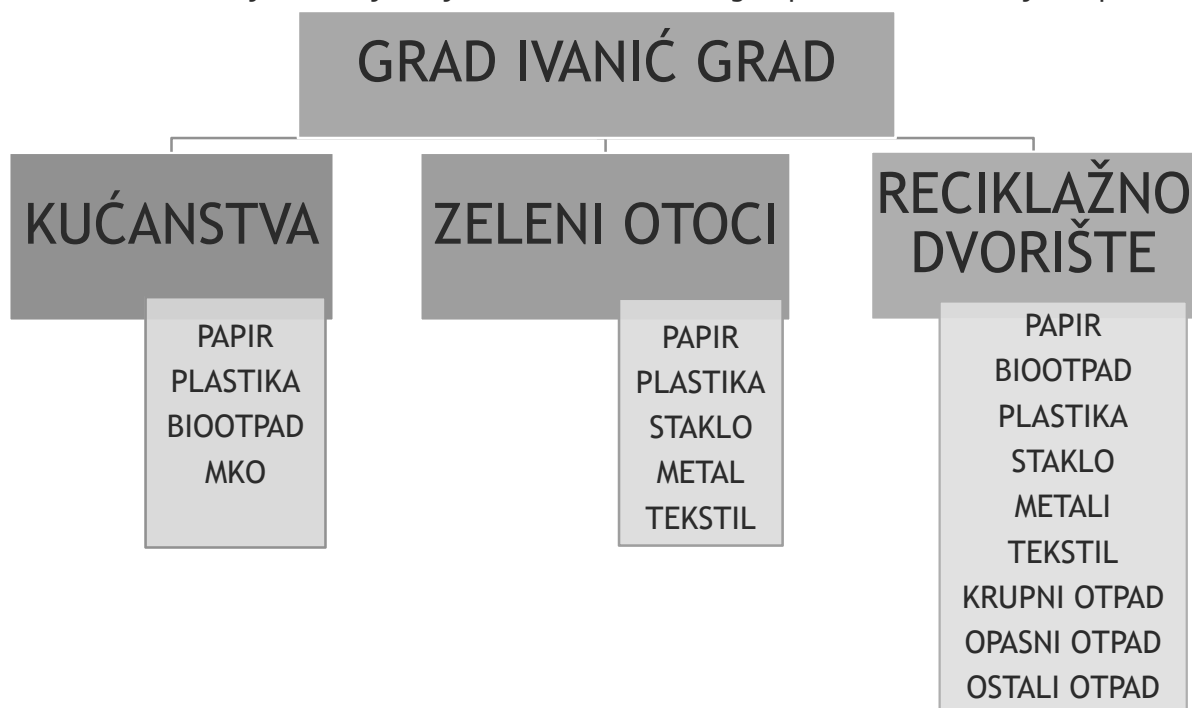 GRAD IVANIĆ GRAD
KUĆANSTVA
PAPIR
PLASTIKA
BIOOTPAD
MKO
ZELENI OTOCI
PAPIR
PLASTIKA
STAKLO
METAL
TEKSTIL
RECIKLAŽNO
DVORIŠTE
PAPIR
BIOOTPAD
PLASTIKA
STAKLO
METALI
TEKSTIL
KRUPNI OTPAD
OPASNI OTPAD
OSTALI OTPAD